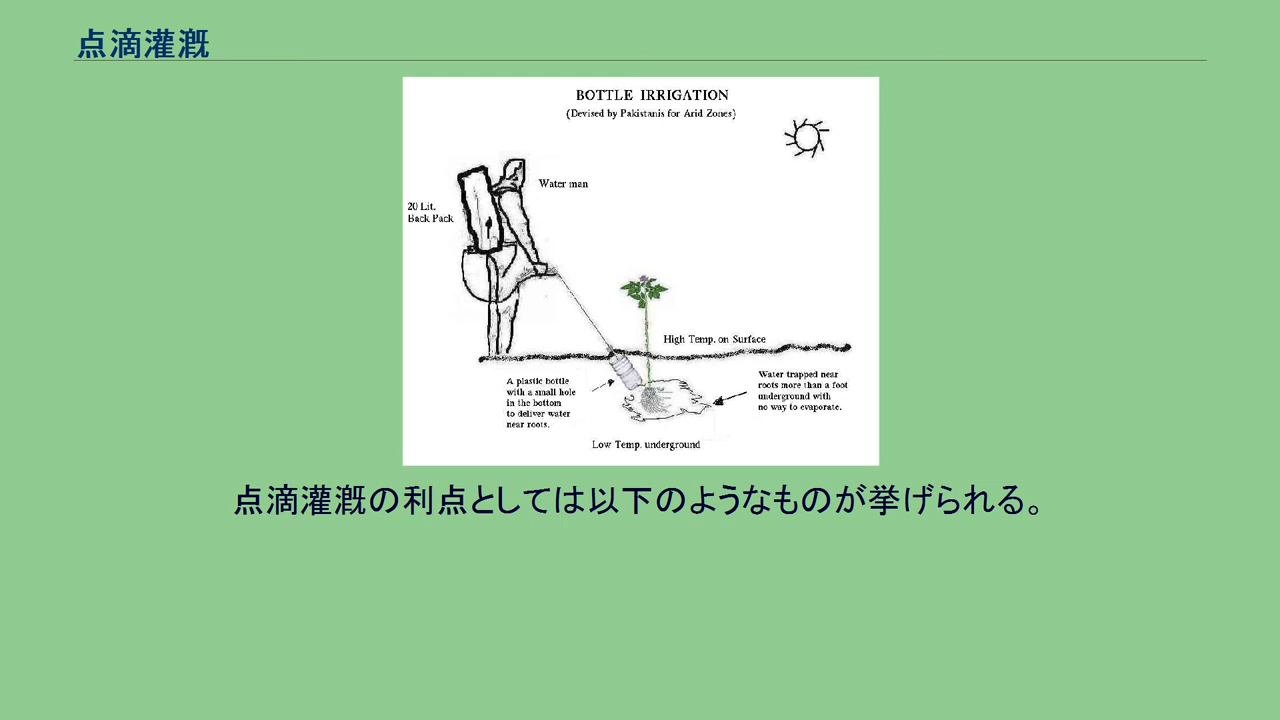 点滴灌漑
BOTTLE IRRIGATION
(Devised by Pakistanis for Arid Zones)
Water man
20 Lit.
Back Pack
High Temp. on Surface
A plastic bottle
with a small hole
in the bottom
to deliver water
near roots.
Water trapped near
roots more than a foot
underground with
no way to evaporate.
Low Temp. underground
点滴灌漑の利点としては以下のようなものが挙げられる。